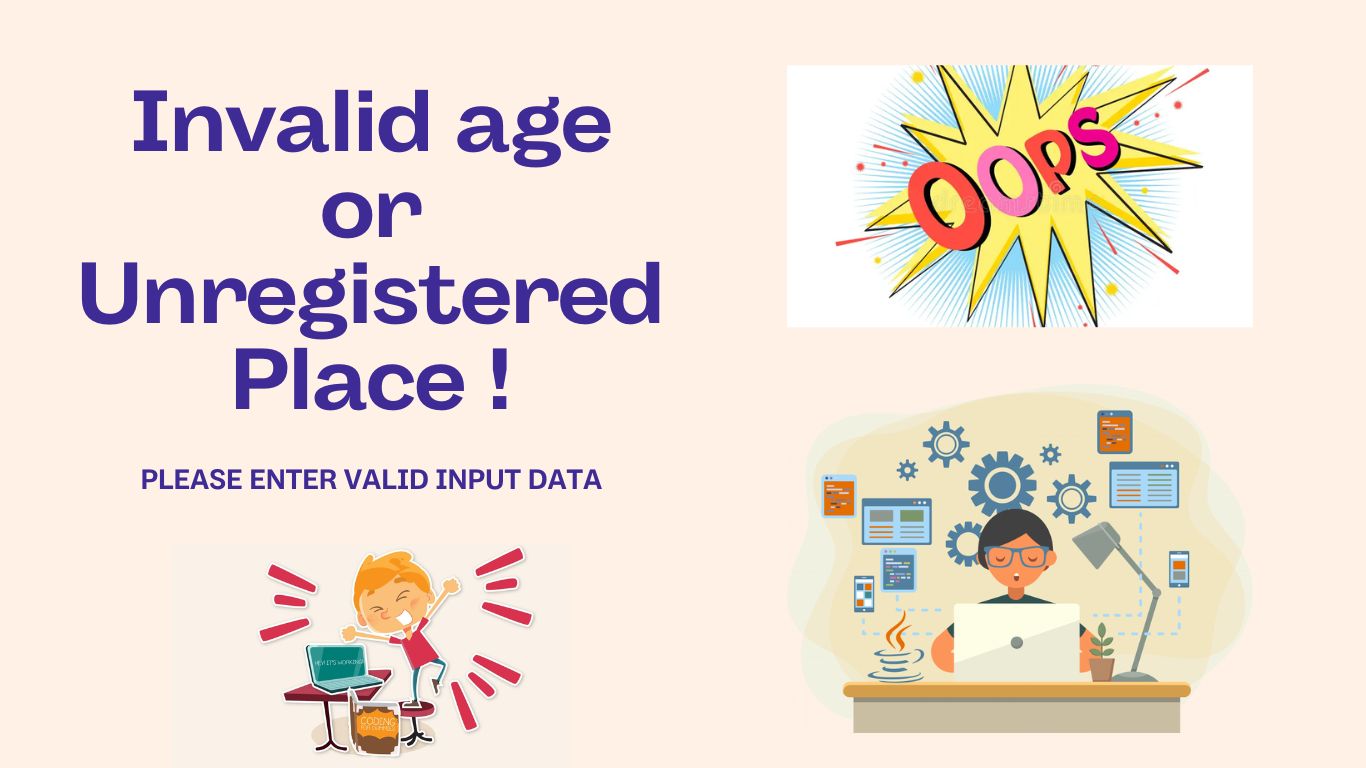 Invalid age
or
Unregistered
Place !
PLEASE ENTER VALID INPUT DATA
OOPS
HEY! IT'S WORKING!
CODING